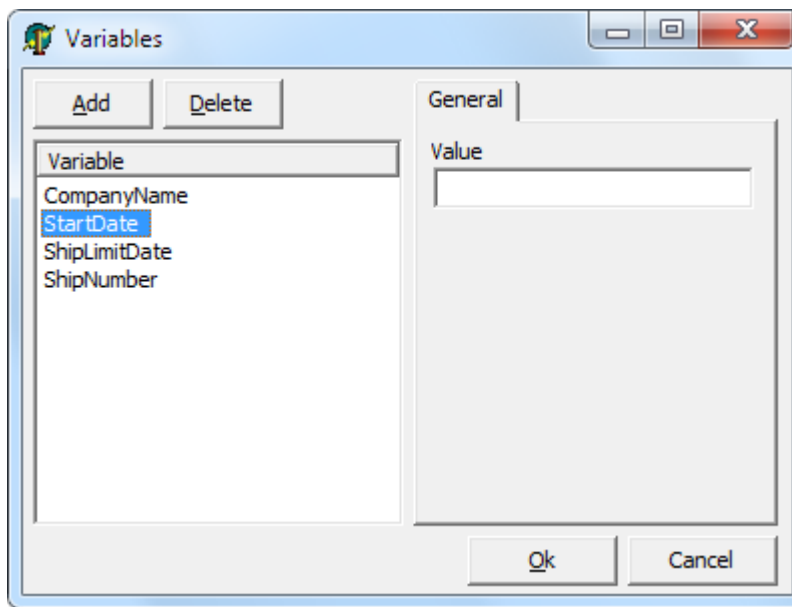 Variables
Add
Delete
Variable
CompanyName
StartDate
ShipLimitDate
ShipNumber
General
Value
Ok
Cancel